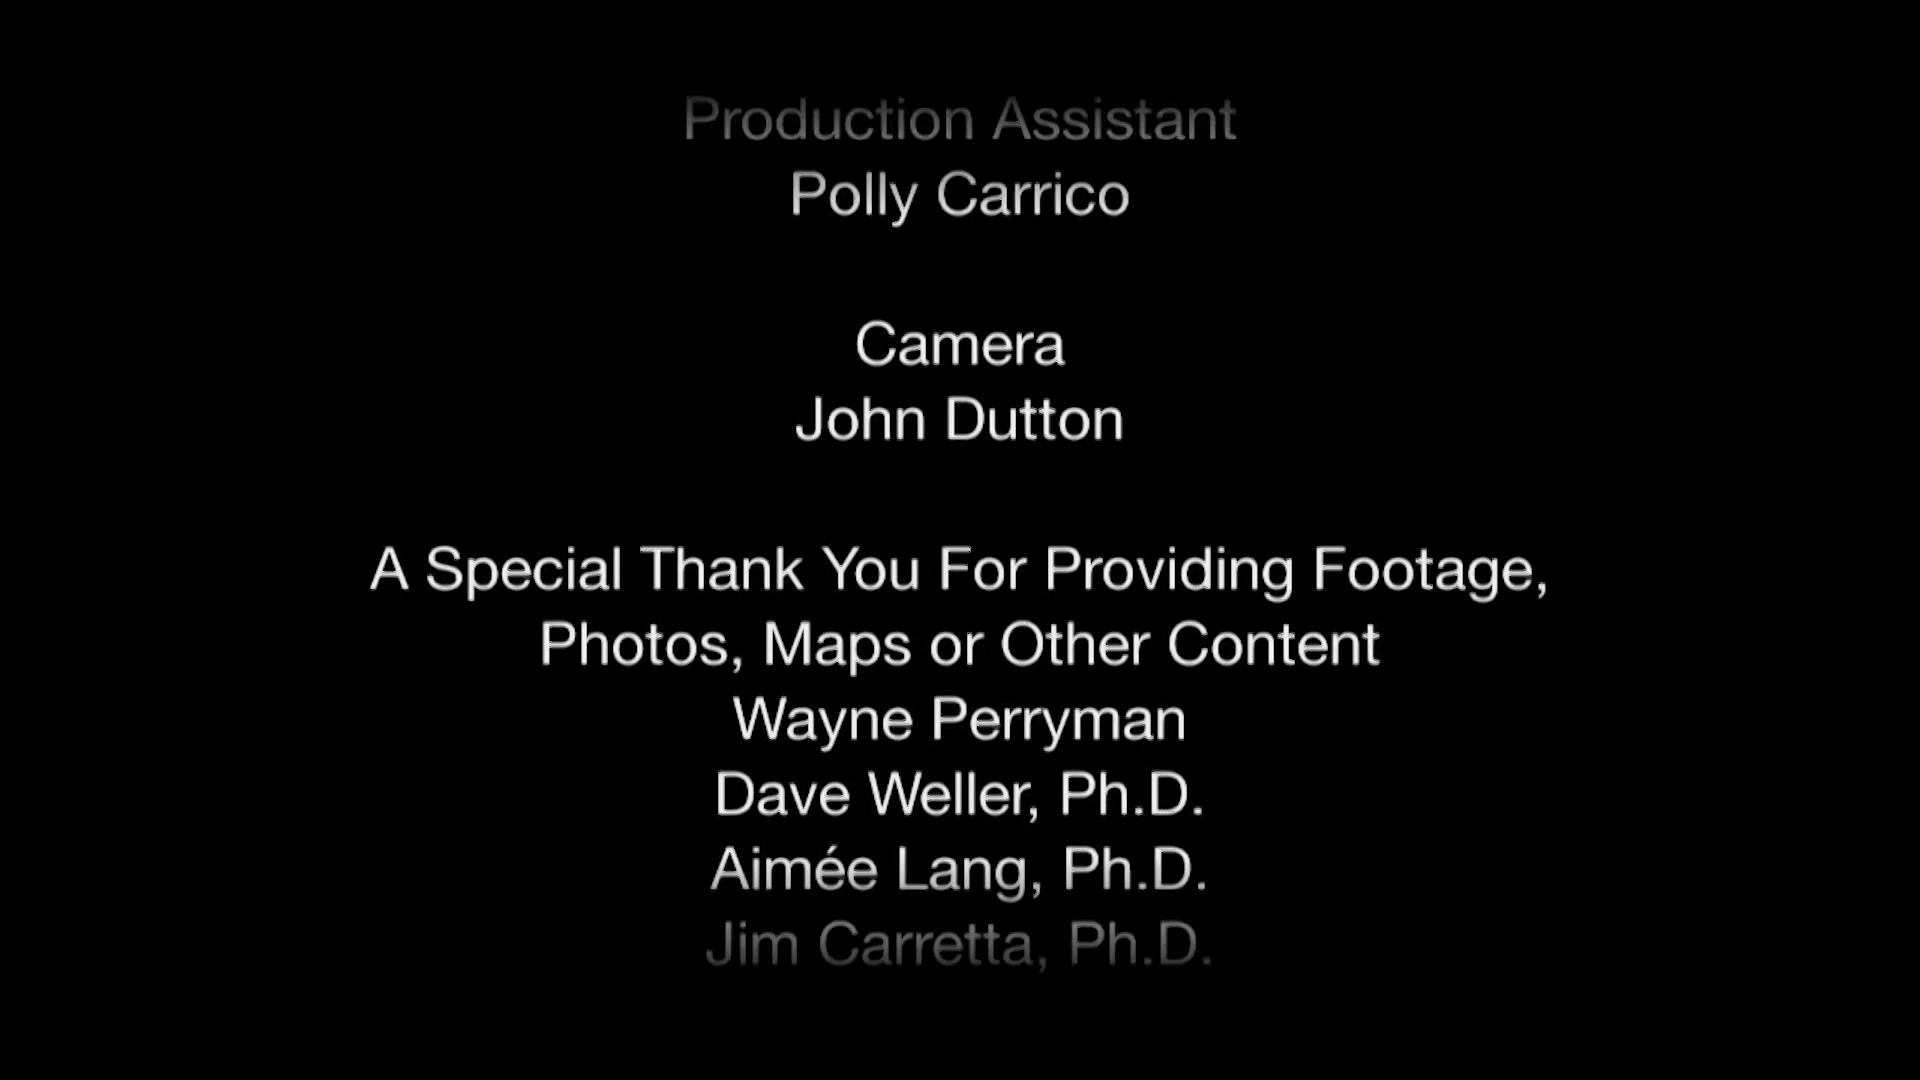 Production Assistant
Polly Carrico
Camera
John Dutton
A Special Thank You For Providing Footage,
Photos, Maps or Other Content
Wayne Perryman
Dave Weller, Ph.D.
Aimée Lang, Ph.D.
Jim Carretta, Ph.D.